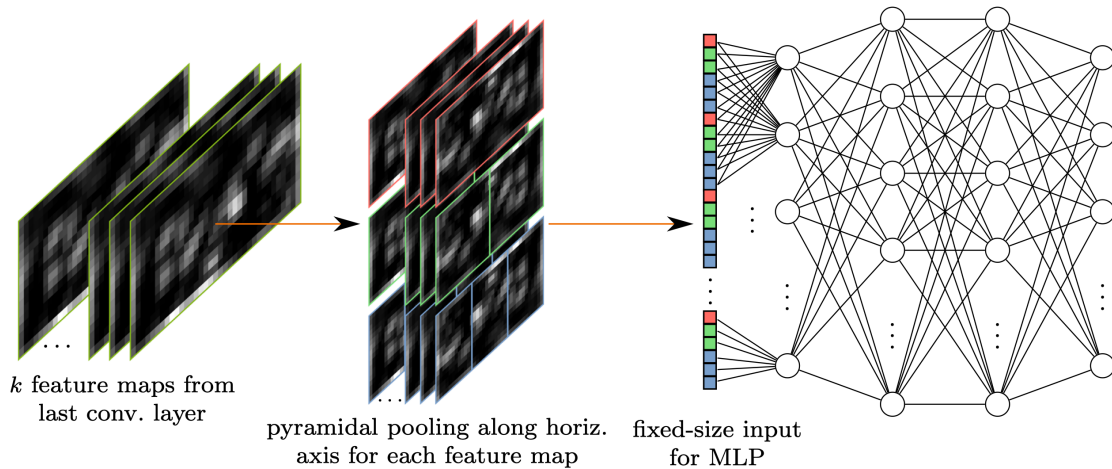 k feature maps from
last conv. layer
pyramidal pooling along horiz.
axis for each feature map
fixed-size input
for MLP